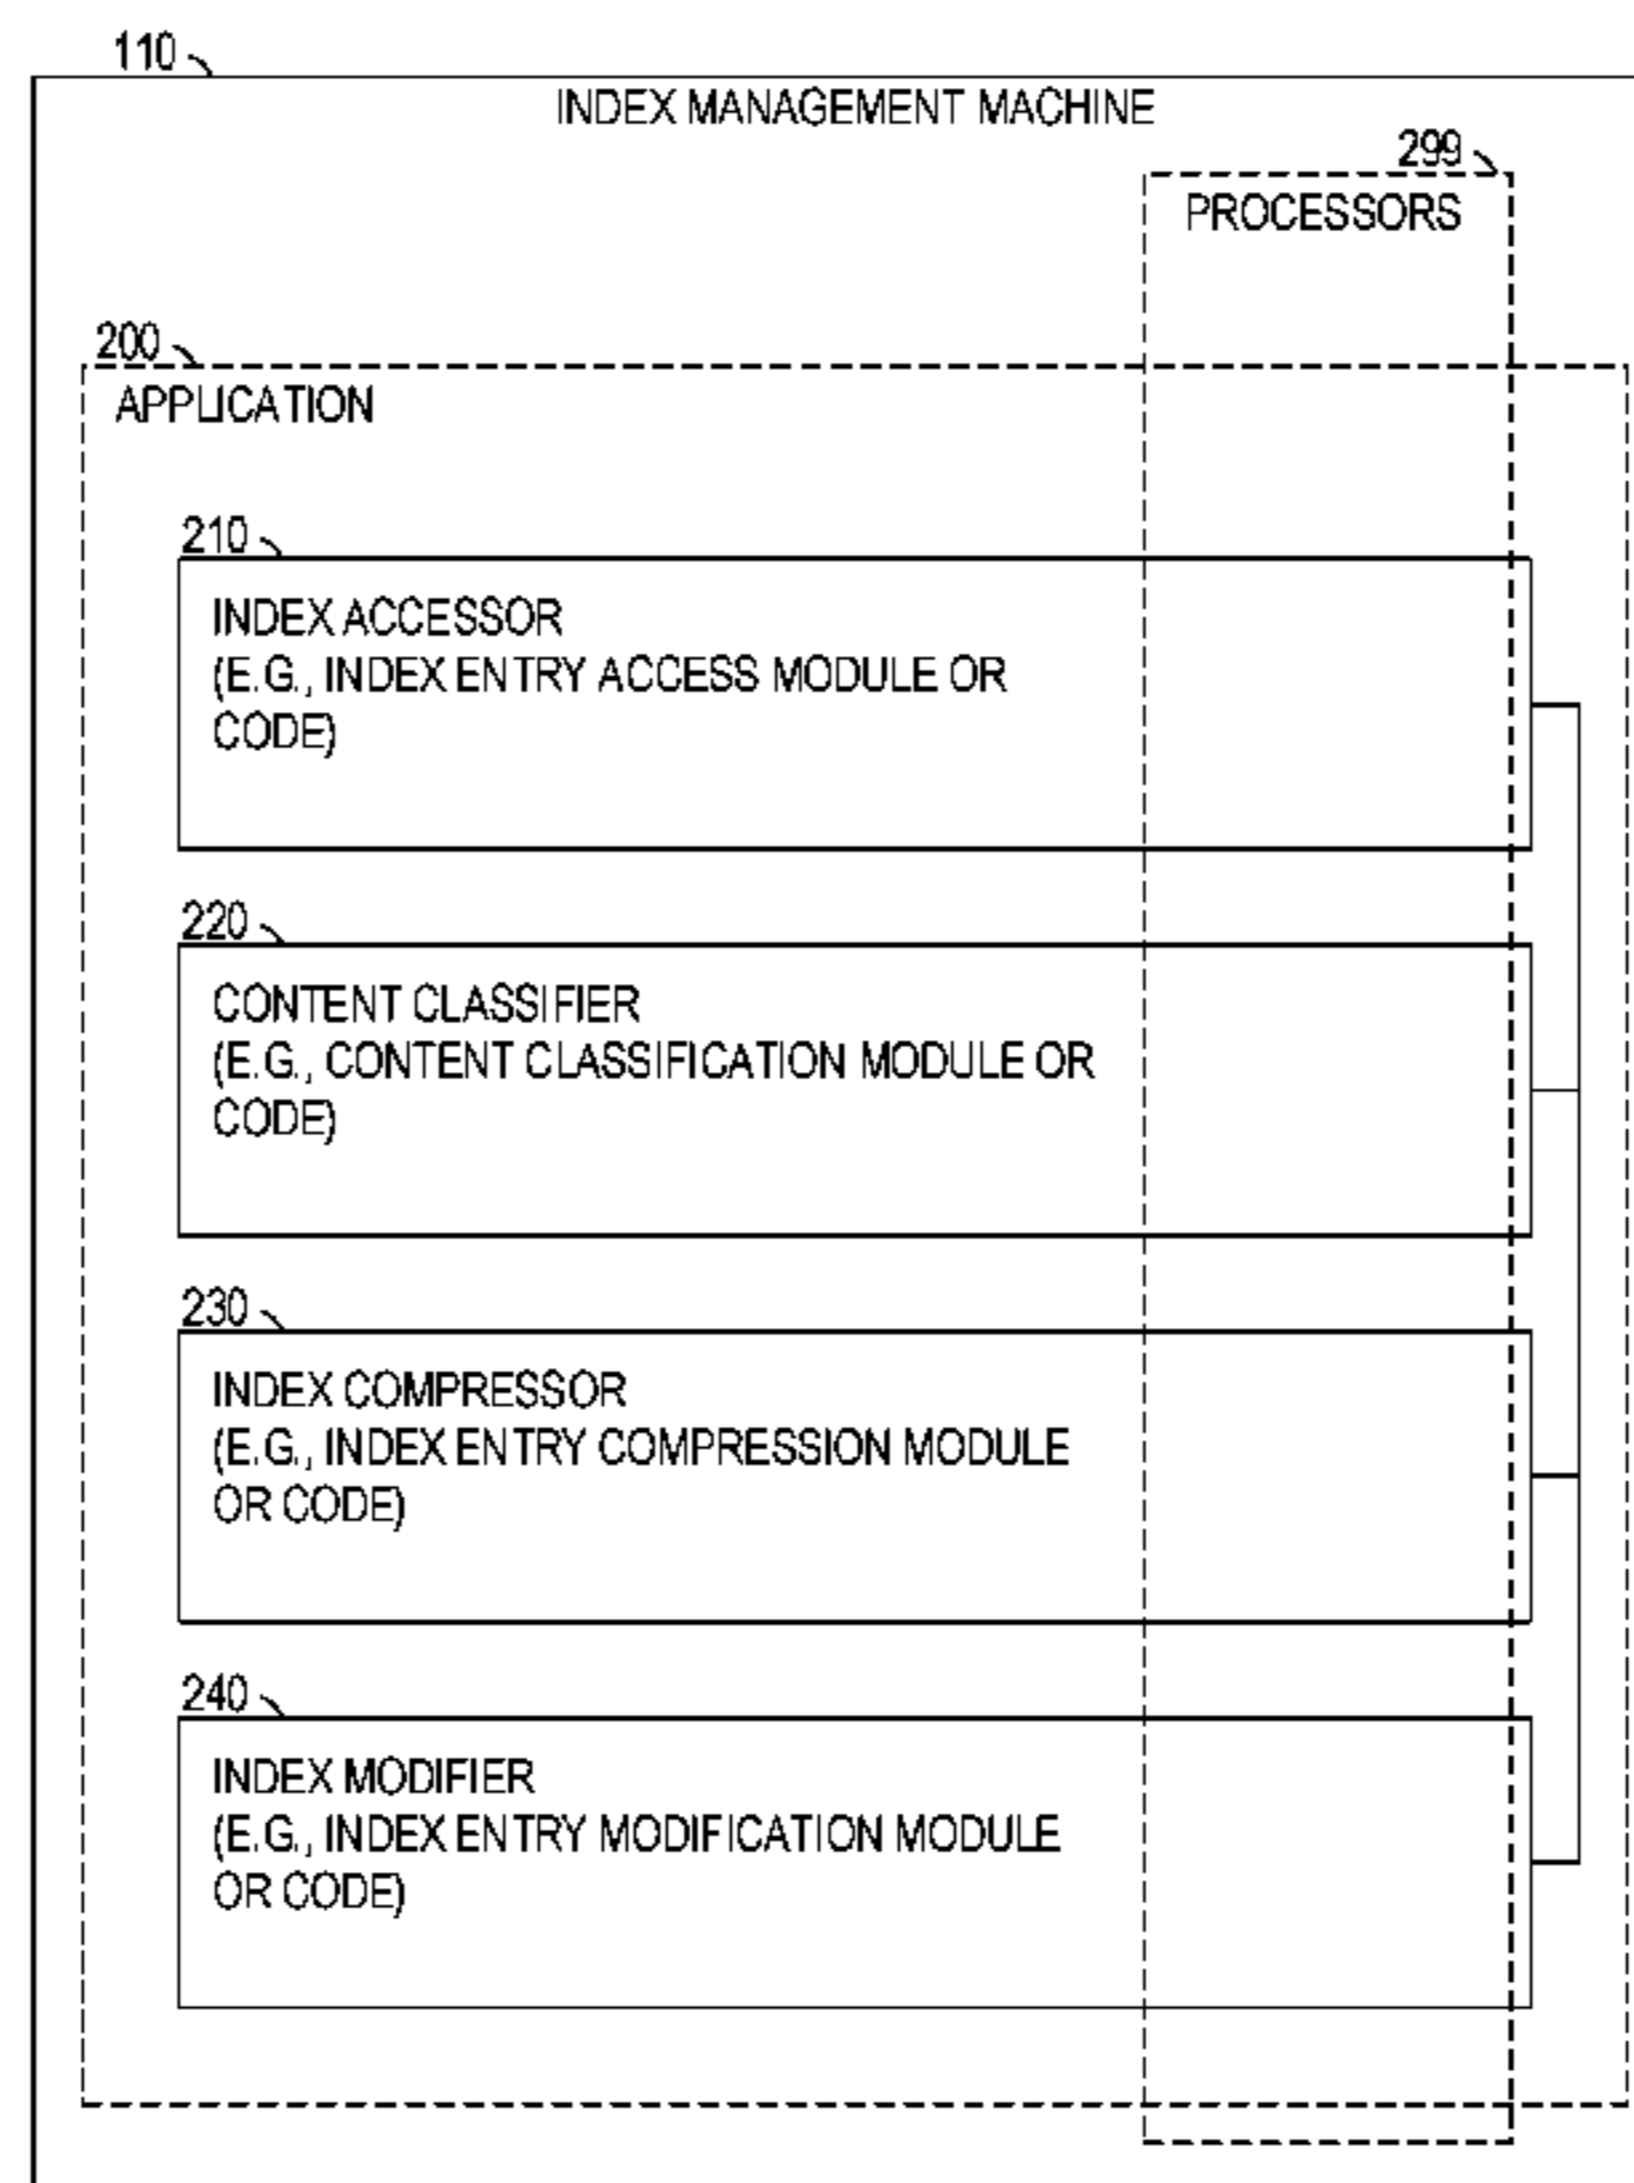 110
INDEX MANAGEMENT MACHINE
299
PROCESSORS
200
APPLICATION
210
INDEX ACCESSOR
(E.G., INDEX ENTRY ACCESS MODULE OR
CODE)
220
CONTENT CLASSIFIER
(E.G., CONTENT CLASSIFICATION MODULE OR
CODE)
230
INDEX COMPRESSOR
(E.G., INDEX ENTRY COMPRESSION MODULE
OR CODE)
240
INDEX MODIFIER
(E.G., INDEX ENTRY MODIFICATION MODULE
OR CODE)